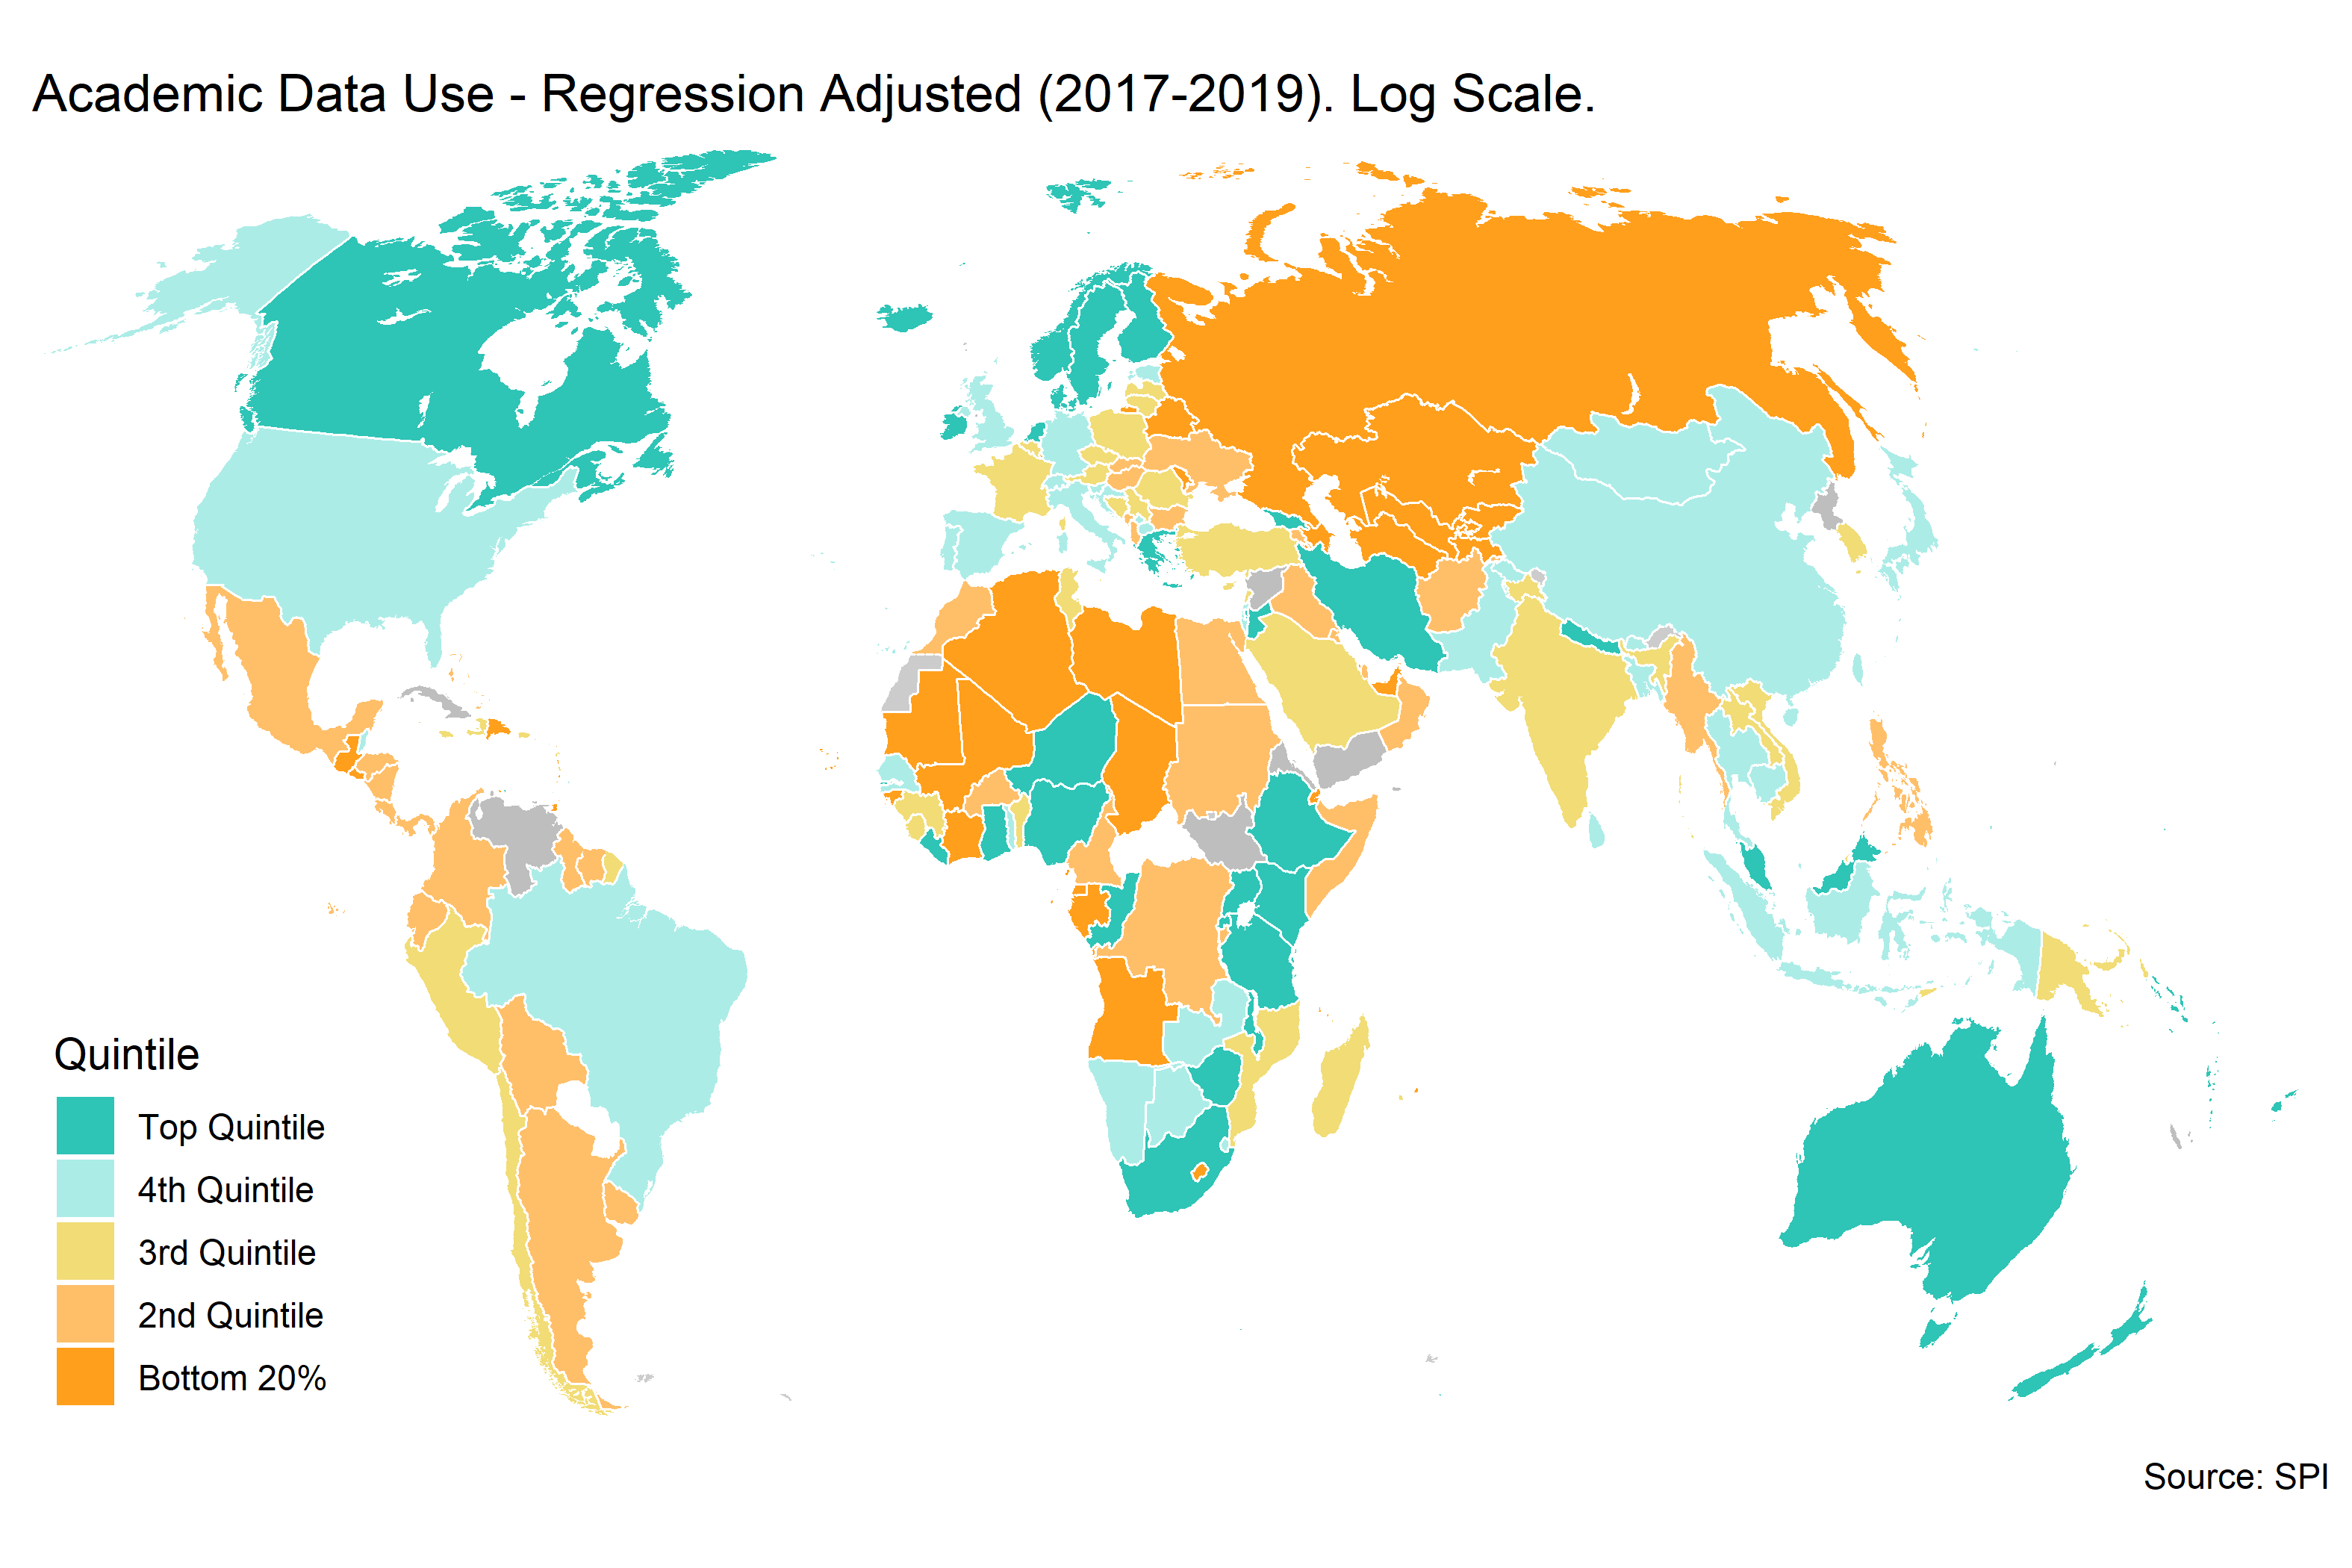 Academic Data Use - Regression Adjusted (2017-2019). Log Scale.
Quintile
Top Quintile
4th Quintile
3rd Quintile
2nd Quintile
Bottom 20%
Source: SPI